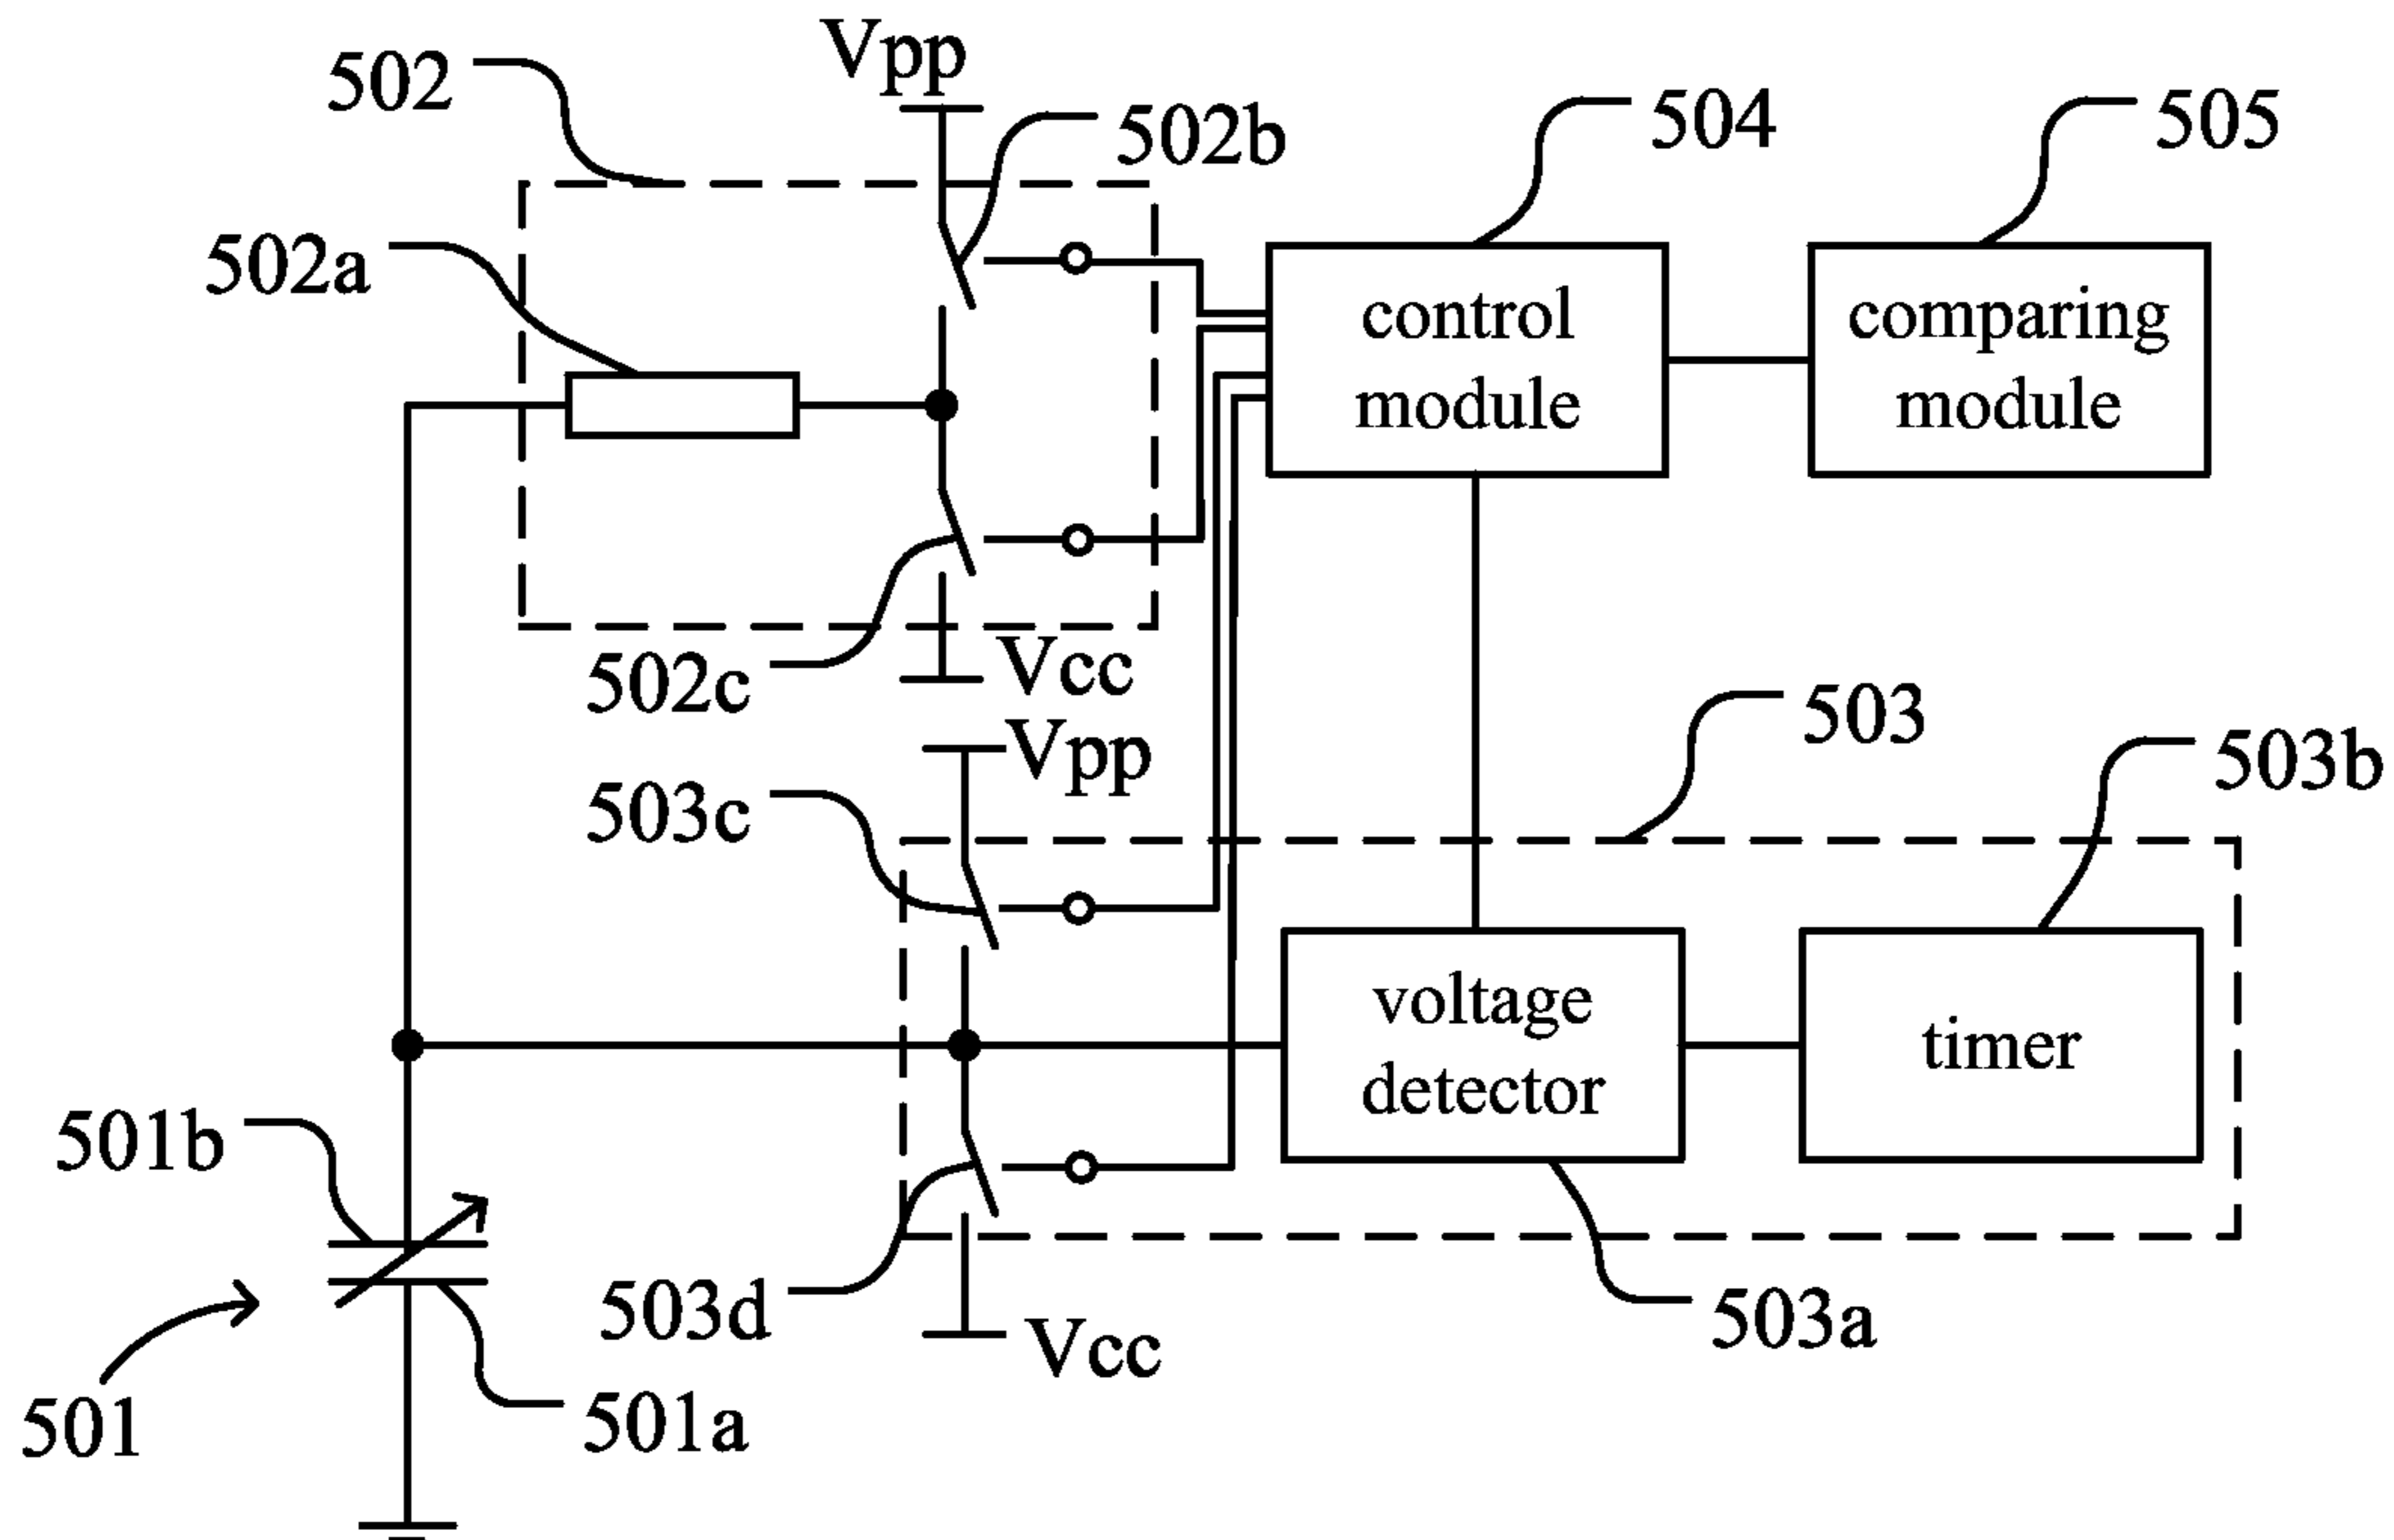 Vpp
502
502b
504
505
502a
control
module
comparing
module
502c
Vcc
Vpp
503
503b
503c
voltage
detector
timer
501b
503d
503a
Vcc
501
501a